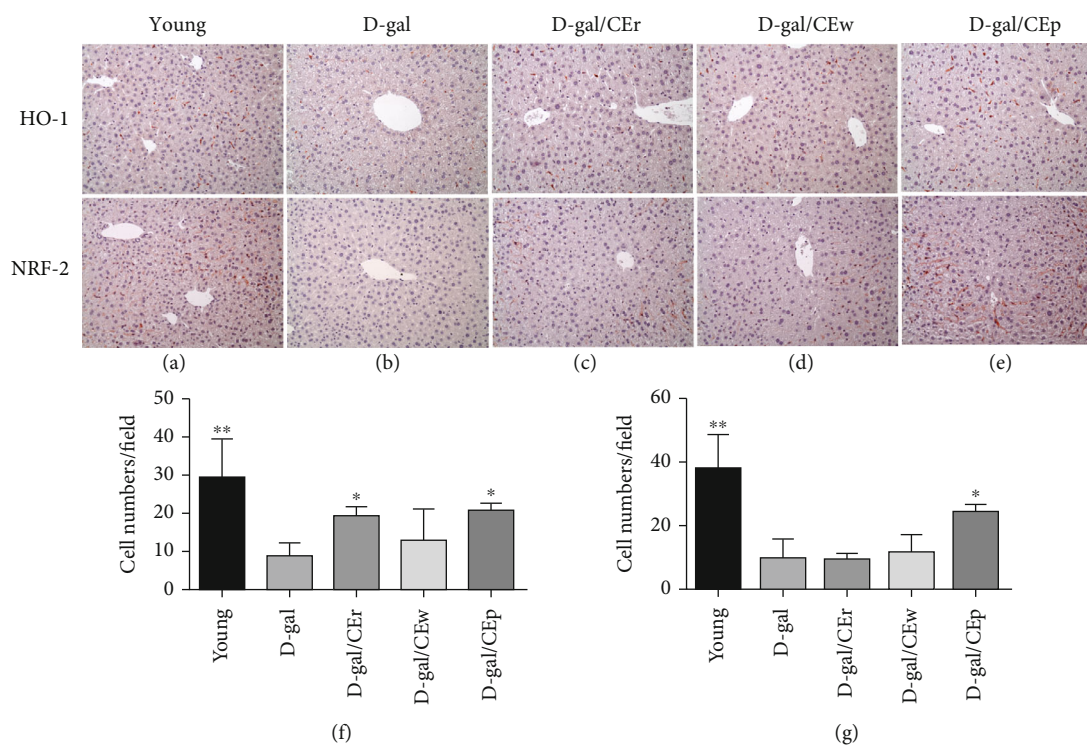 Young D-gal D-gal/CEr D-gal/CEw D-gal/CEp
HO-1
NRF-2
(a) (b) (c) (d) (e)
Cell numbers/field
50
40
30
20
10
0
** * *
Young D-gal D-gal/CEr D-gal/CEw D-gal/CEp
(f)
Cell numbers/field
60
40
20
0
** *
Young D-gal D-gal/CEr D-gal/CEw D-gal/CEp
(g)